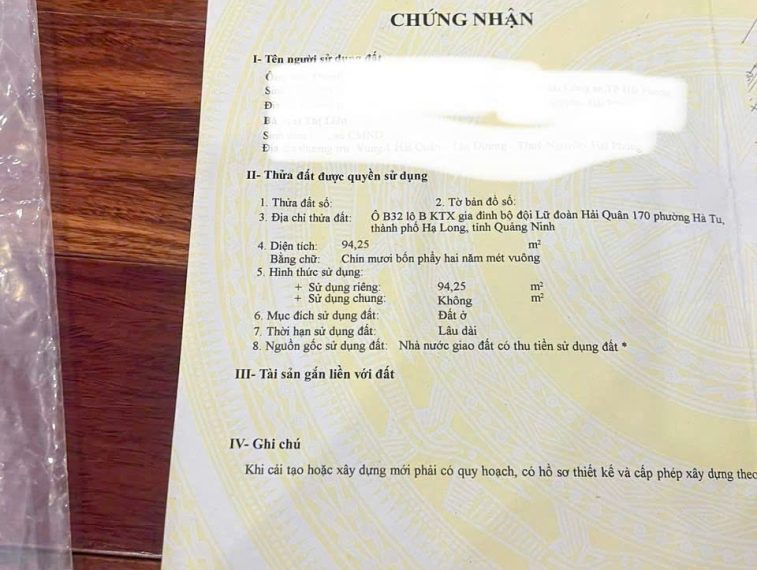 CHỨNG NHẬN
I- Tên người sử dụng đất
II- Thửa đất được quyền sử dụng
1. Thửa đất số: 2. Tờ bản đồ số:
3. Địa chỉ thửa đất: Ô B32 lô B KTX gia đình bộ đội Lữ đoàn Hải Quân 170 phường Hà Tu,
thành phố Hạ Long, tỉnh Quảng Ninh
4. Diện tích: 94,25 m²
Bằng chữ: Chín mươi bốn phẩy hai năm mét vuông
5. Hình thức sử dụng:
+ Sử dụng riêng: 94,25 m²
+ Sử dụng chung: Không m²
6. Mục đích sử dụng đất: Đất ở
7. Thời hạn sử dụng đất: Lâu dài
8. Nguồn gốc sử dụng đất: Nhà nước giao đất có thu tiền sử dụng đất *
III- Tài sản gắn liền với đất
IV- Ghi chú
Khi cải tạo hoặc xây dựng mới phải có quy hoạch, có hồ sơ thiết kế và cấp phép xây dựng theo